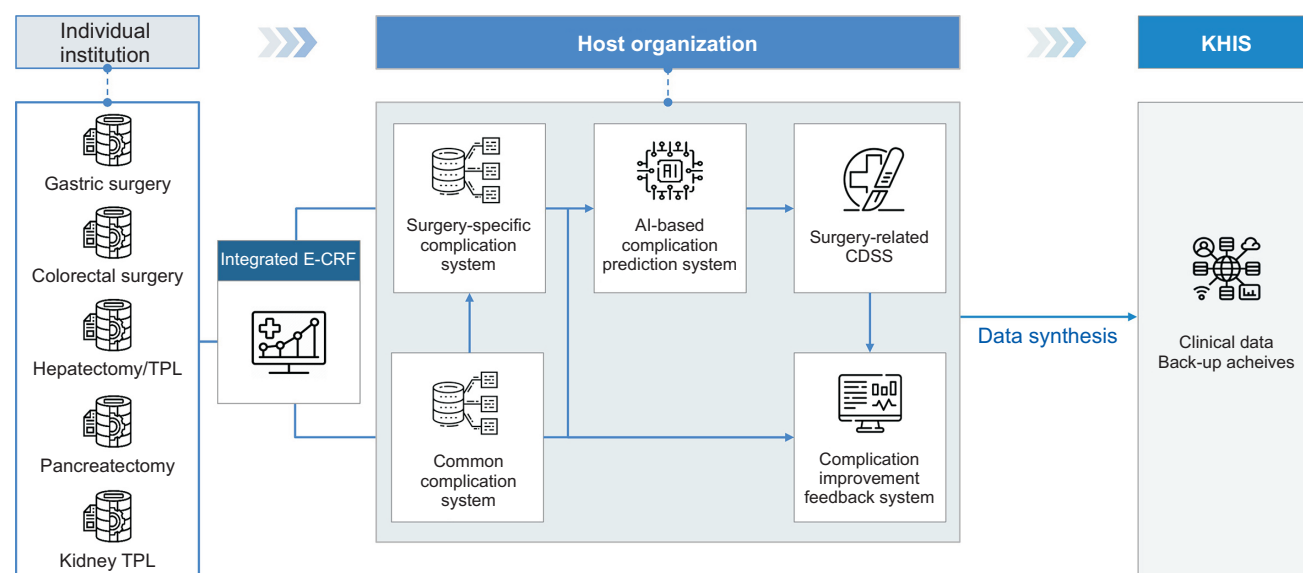 Individual
institution
Host organization
KHIS
Gastric surgery
Colorectal surgery
Hepatectomy/TPL
Pancreatectomy
Kidney TPL
Integrated E-CRF
Surgery-specific
complication
system
AI
AI-based
complication
prediction system
Surgery-related
CDSS
Common
complication
system
Complication
improvement
feedback system
Data synthesis
Clinical data
Back-up acheives